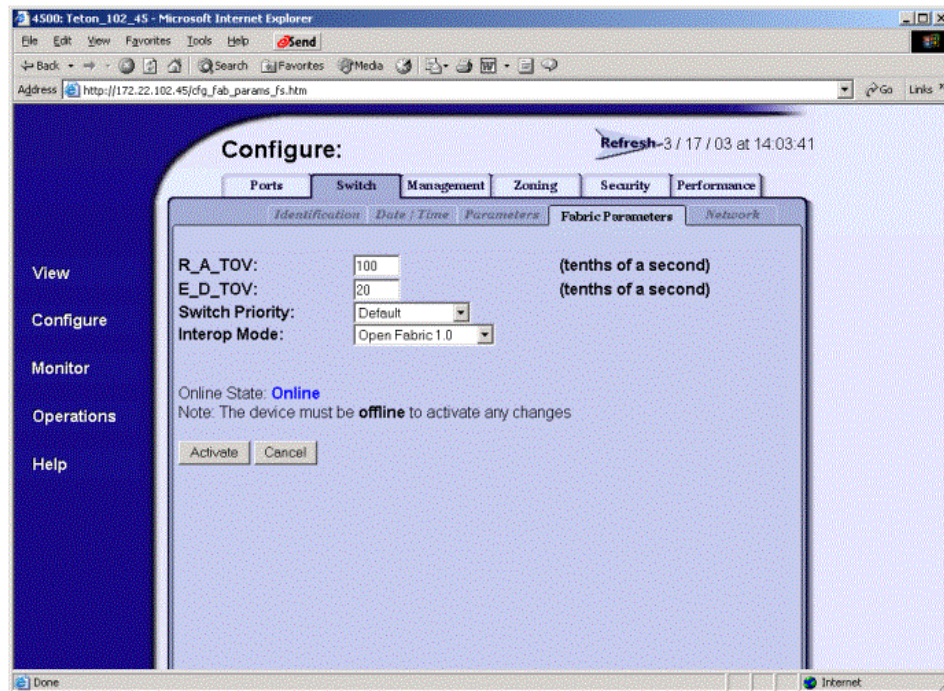 4500: Teton_102_45 - Microsoft Internet Explorer
File Edit View Favorites Tools Help Send
Back Search Favorites Media
Address http://172.22.102.45/cfg_fab_params_fs.htm Go Links »
Configure:
Refresh 3 / 17 / 03 at 14:03:41
Ports Switch Management Zoning Security Performance
Identification Date / Time Parameters Fabric Parameters Network
View
Configure
Monitor
Operations
Help
R_A_TOV: 100 (tenths of a second)
E_D_TOV: 20 (tenths of a second)
Switch Priority: Default
Interop Mode: Open Fabric 1.0
Online State: Online
Note: The device must be offline to activate any changes
Activate Cancel
Done Internet